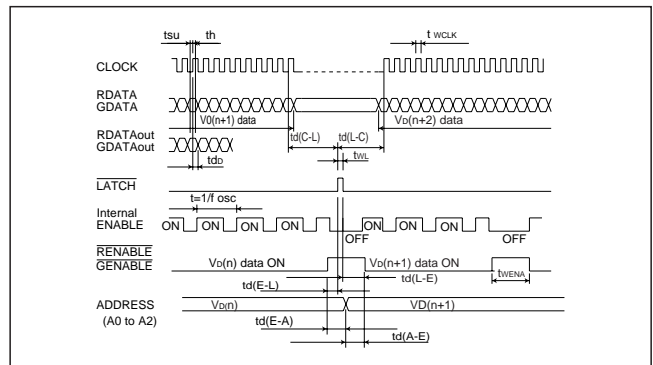 tsu th t WCLK
CLOCK
RDATA
GDATA
V0(n+1) data VD(n+2) data
RDATAout
GDATAout
td(C-L) td(L-C)
tdD
tWL
LATCH
t=1/f osc
Internal
ENABLE
ON ON ON ON ON ON ON
OFF OFF
RENABLE
GENABLE
VD(n) data ON VD(n+1) data ON
tWENA
td(L-E)
td(E-L)
ADDRESS
(A0 to A2)
VD(n) VD(n+1)
td(E-A)
td(A-E)